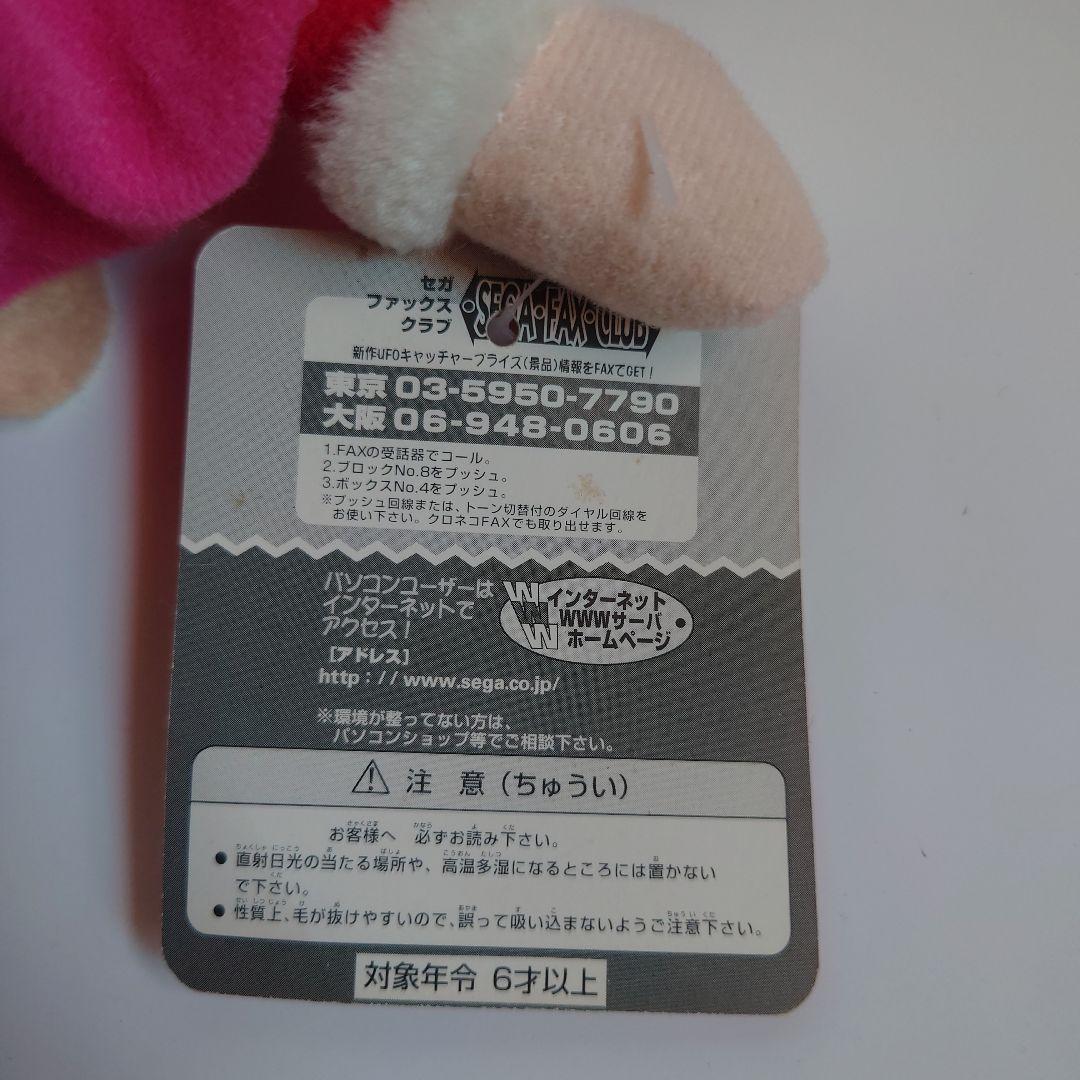 セガ
ファックス
クラブ
SEGA・FAX・CLUB
新作UFOキャッチャープライズ(景品)情報をFAXでGET!
東京 03-5950-7790
大阪 06-948-0606
1.FAXの受話器でコール。
2.ブロックNo.8をプッシュ。
3.ボックスNo.4をプッシュ。
※プッシュ回線または、トーン切替付のダイヤル回線を
お使い下さい。クロネコFAXでも取り出せます。
パソコンユーザーは
インターネットで
アクセス!
WWW
インターネット
WWWサーバ
ホームページ
[アドレス]
http://www.sega.co.jp/
※環境が整ってない方は、
パソコンショップ等でご相談下さい。
注 意 (ちゅうい)
お客様へ 必ずお読み下さい。
●直射日光の当たる場所や、高温多湿になるところには置かない
で下さい。
●性質上、毛が抜けやすいので、誤って吸い込まないようご注意下さい。
対象年令 6才以上